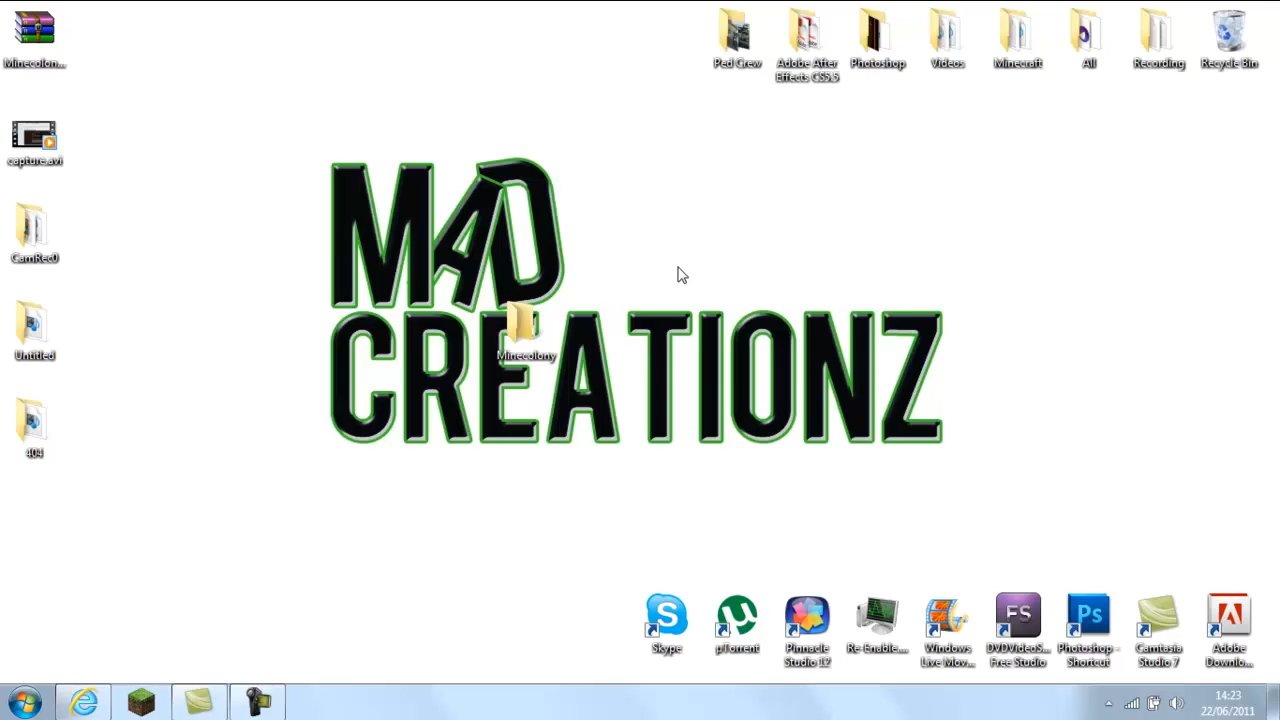 Minecolon...
Ped Crew
Adobe After
Effects CS5.5
Photoshop
Videos
Minecraft
All
Recording
Recycle Bin
capture.avi
CamRec0
Untitled
404
MAD
CREATIONZ
Minecolony
Skype
µTorrent
Pinnacle
Studio 12
Re-Enable....
Windows
Live Mov...
FS
DVDVideoS...
Free Studio
Ps
Photoshop -
Shortcut
Camtasia
Studio 7
Adobe
Downlo...
14:23
22/06/2011